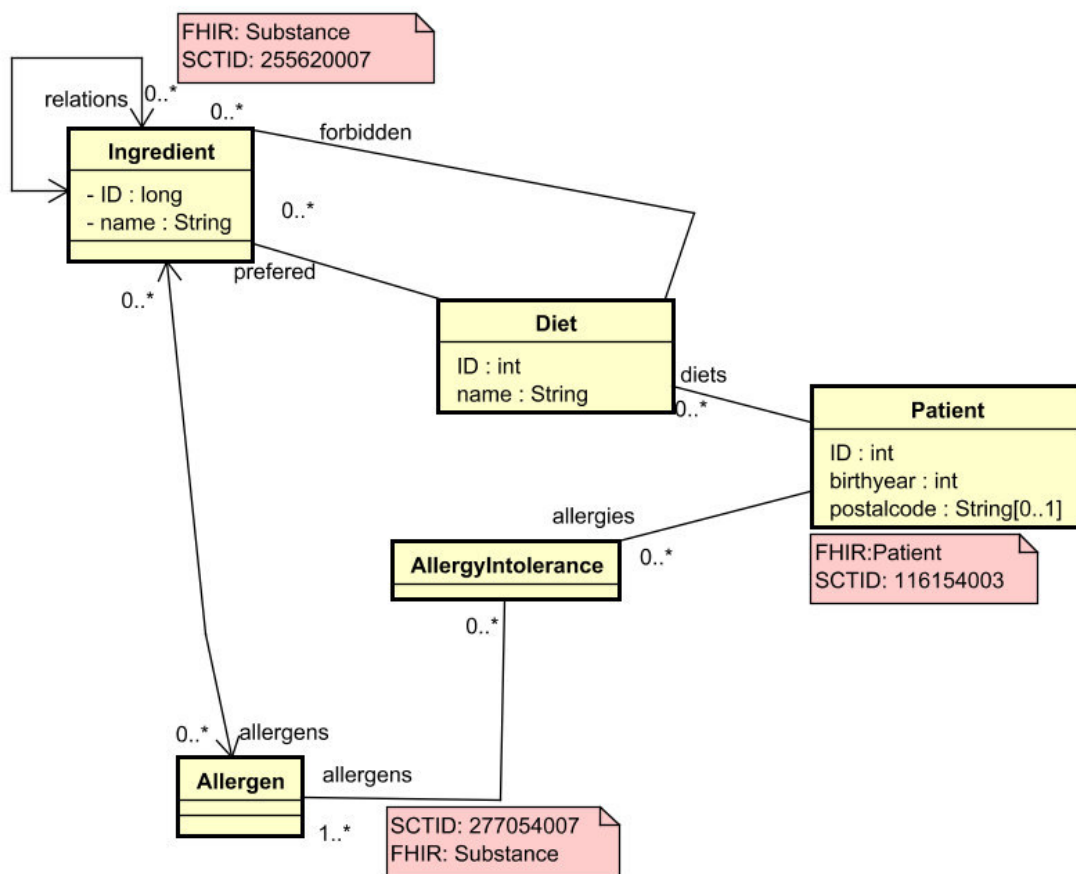 FHIR: Substance
SCTID: 255620007
relations
0..*
0..*
forbidden
Ingredient
- ID : long
- name : String
0..*
prefered
0..*
Diet
ID : int
name : String
diets
0..*
Patient
ID : int
birthyear : int
postalcode : String[0..1]
allergies
0..*
AllergyIntolerance
FHIR:Patient
SCTID: 116154003
0..*
0..*
allergens
Allergen
allergens
1..*
SCTID: 277054007
FHIR: Substance